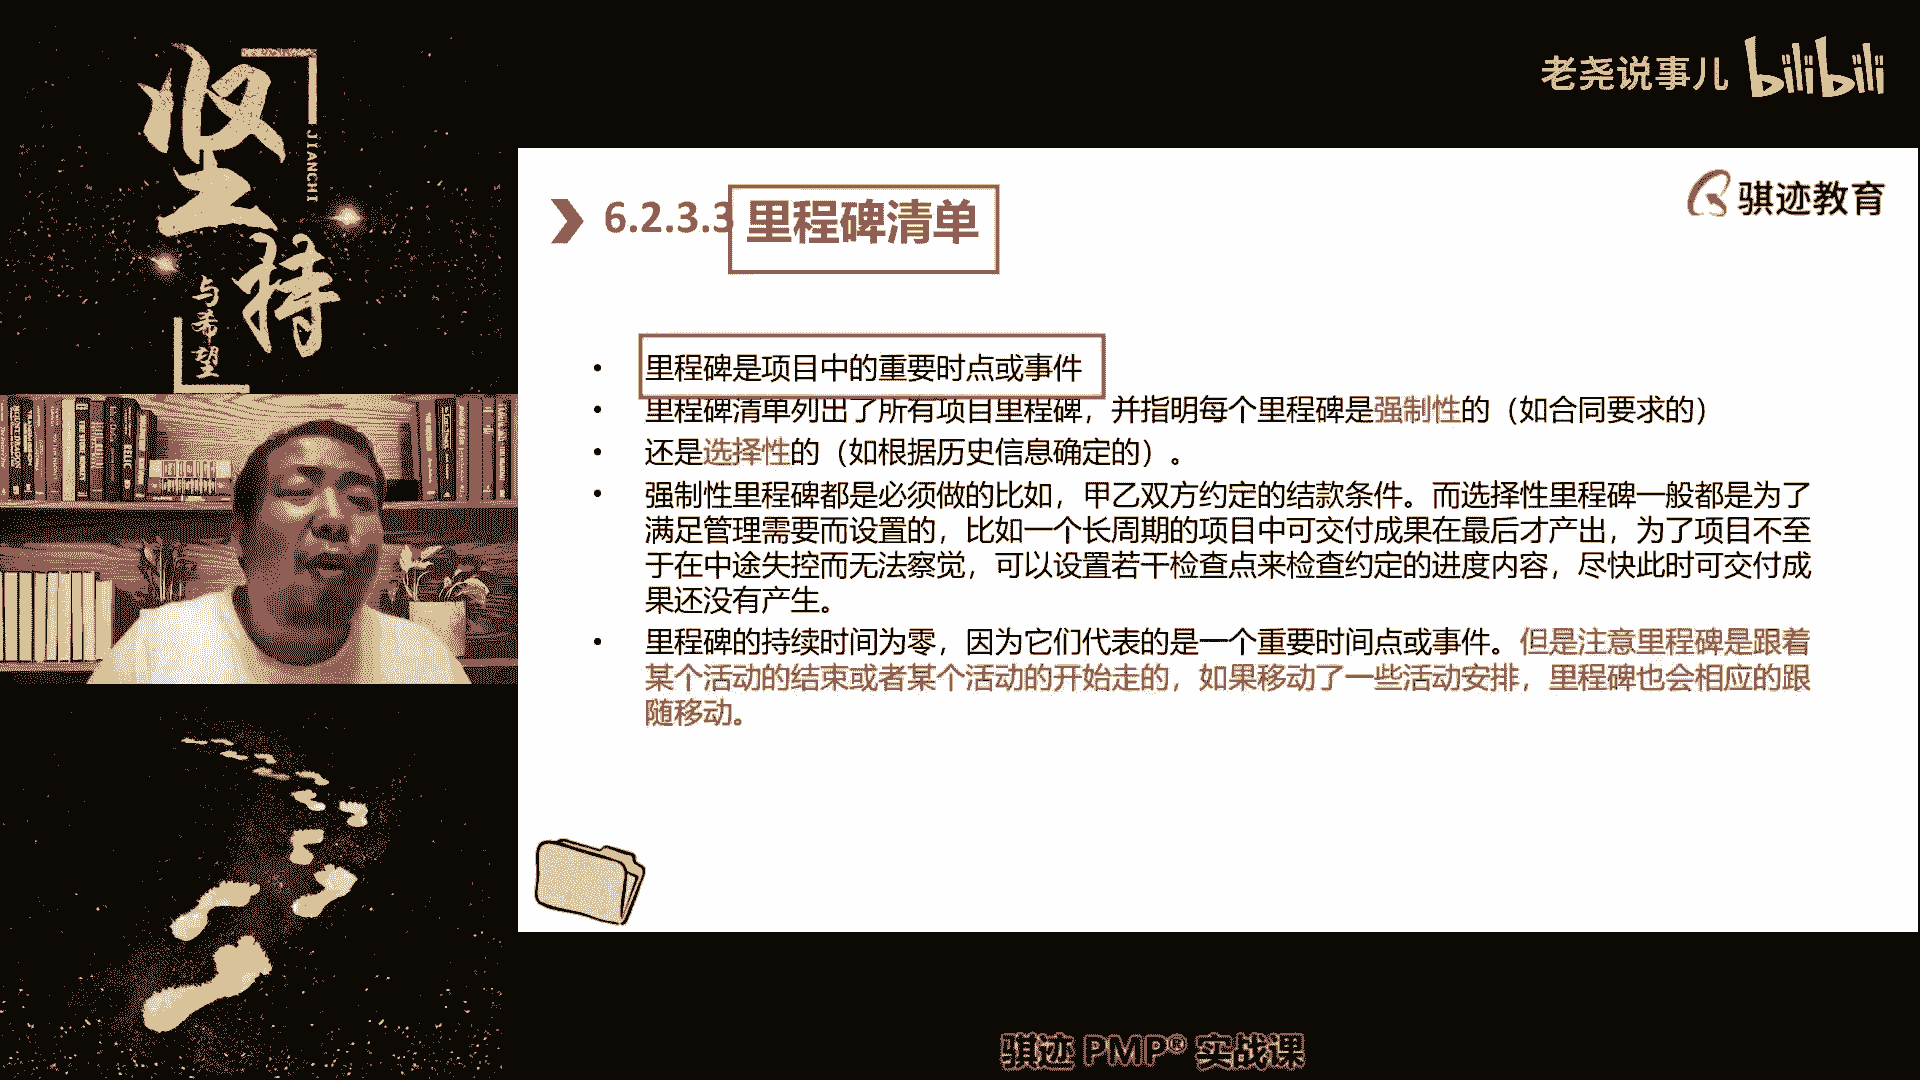 坚持
JIANCHI
与希望
老尧说事儿 bilibili
骐迹教育
6.2.3.3 里程碑清单
• 里程碑是项目中的重要时点或事件
• 里程碑清单列出了所有项目里程碑，并指明每个里程碑是强制性的（如合同要求的）
• 还是选择性的（如根据历史信息确定的）。
• 强制性里程碑都是必须做的比如，甲乙双方约定的结款条件。而选择性里程碑一般都是为了
满足管理需要而设置的，比如一个长周期的项目中可交付成果在最后才产出，为了项目不至
于在中途失控而无法察觉，可以设置若干检查点来检查约定的进度内容，尽快此时可交付成
果还没有产生。
• 里程碑的持续时间为零，因为它们代表的是一个重要时间点或事件。但是注意里程碑是跟着
某个活动的结束或者某个活动的开始走的，如果移动了一些活动安排，里程碑也会相应的跟
随移动。
骐迹 PMP® 实战课